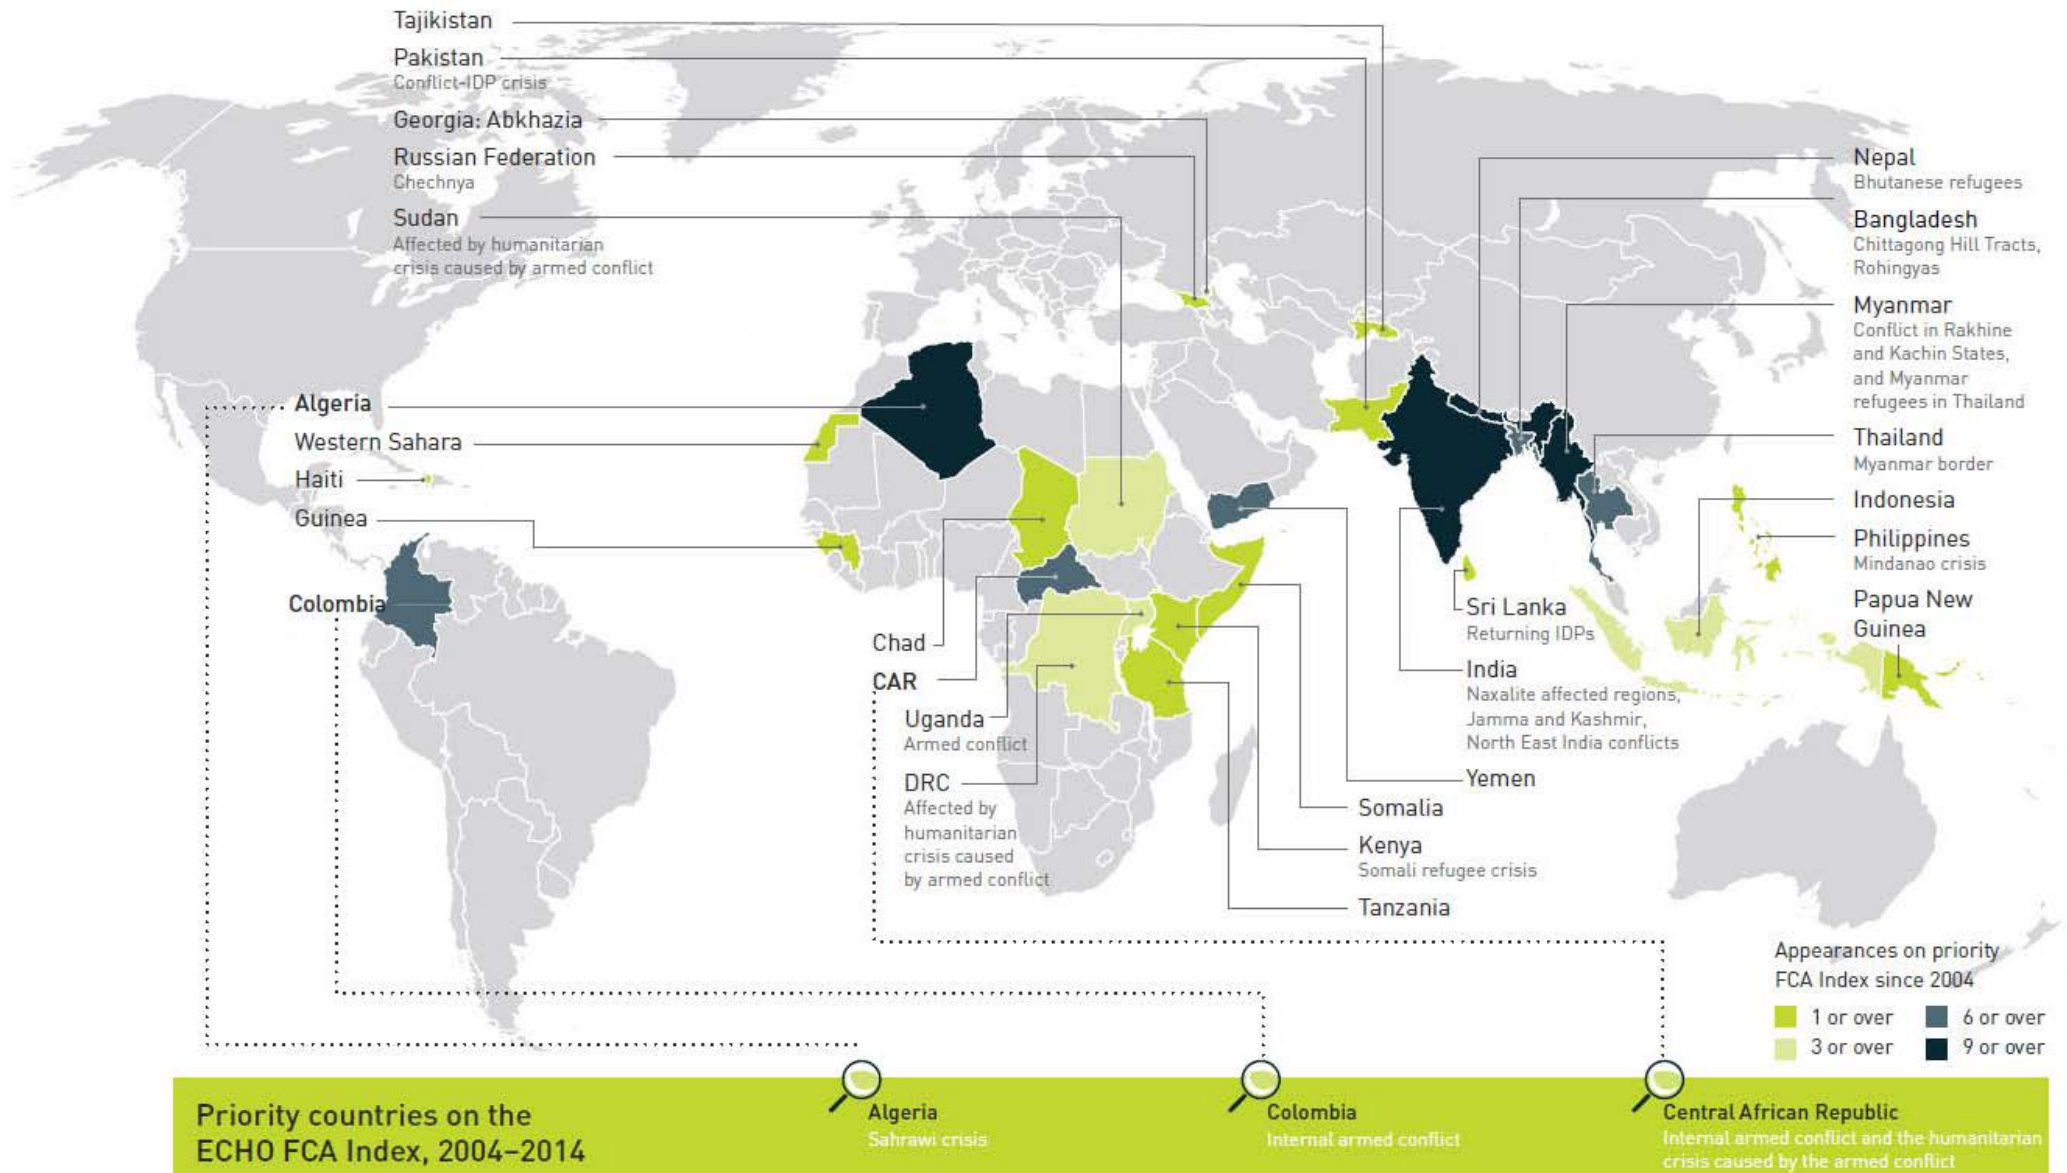 Tajikistan
Pakistan
Conflict-IDP crisis
Georgia: Abkhazia
Russian Federation
Chechnya
Sudan
Affected by humanitarian
crisis caused by armed conflict
Algeria
Western Sahara
Haiti
Guinea
Colombia
Chad
CAR
Uganda
Armed conflict
DRC
Affected by
humanitarian
crisis caused
by armed conflict
Nepal
Bhutanese refugees
Bangladesh
Chittagong Hill Tracts,
Rohingyas
Myanmar
Conflict in Rakhine
and Kachin States,
and Myanmar
refugees in Thailand
Thailand
Myanmar border
Indonesia
Philippines
Mindanao crisis
Papua New
Guinea
Sri Lanka
Returning IDPs
India
Naxalite affected regions,
Jamma and Kashmir,
North East India conflicts
Yemen
Somalia
Kenya
Somali refugee crisis
Tanzania
Appearances on priority
FCA Index since 2004
1 or over
6 or over
3 or over
9 or over
Priority countries on the
ECHO FCA Index, 2004–2014
Algeria
Sahrawi crisis
Colombia
Internal armed conflict
Central African Republic
Internal armed conflict and the humanitarian
crisis caused by the armed conflict